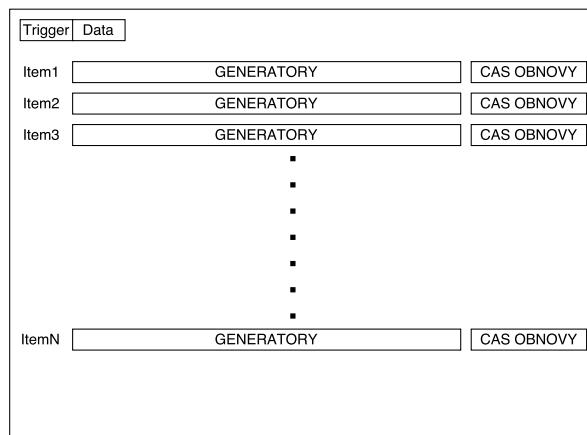 Trigger Data
Item1 GENERATORY CAS OBNOVY
Item2 GENERATORY CAS OBNOVY
Item3 GENERATORY CAS OBNOVY
ItemN GENERATORY CAS OBNOVY